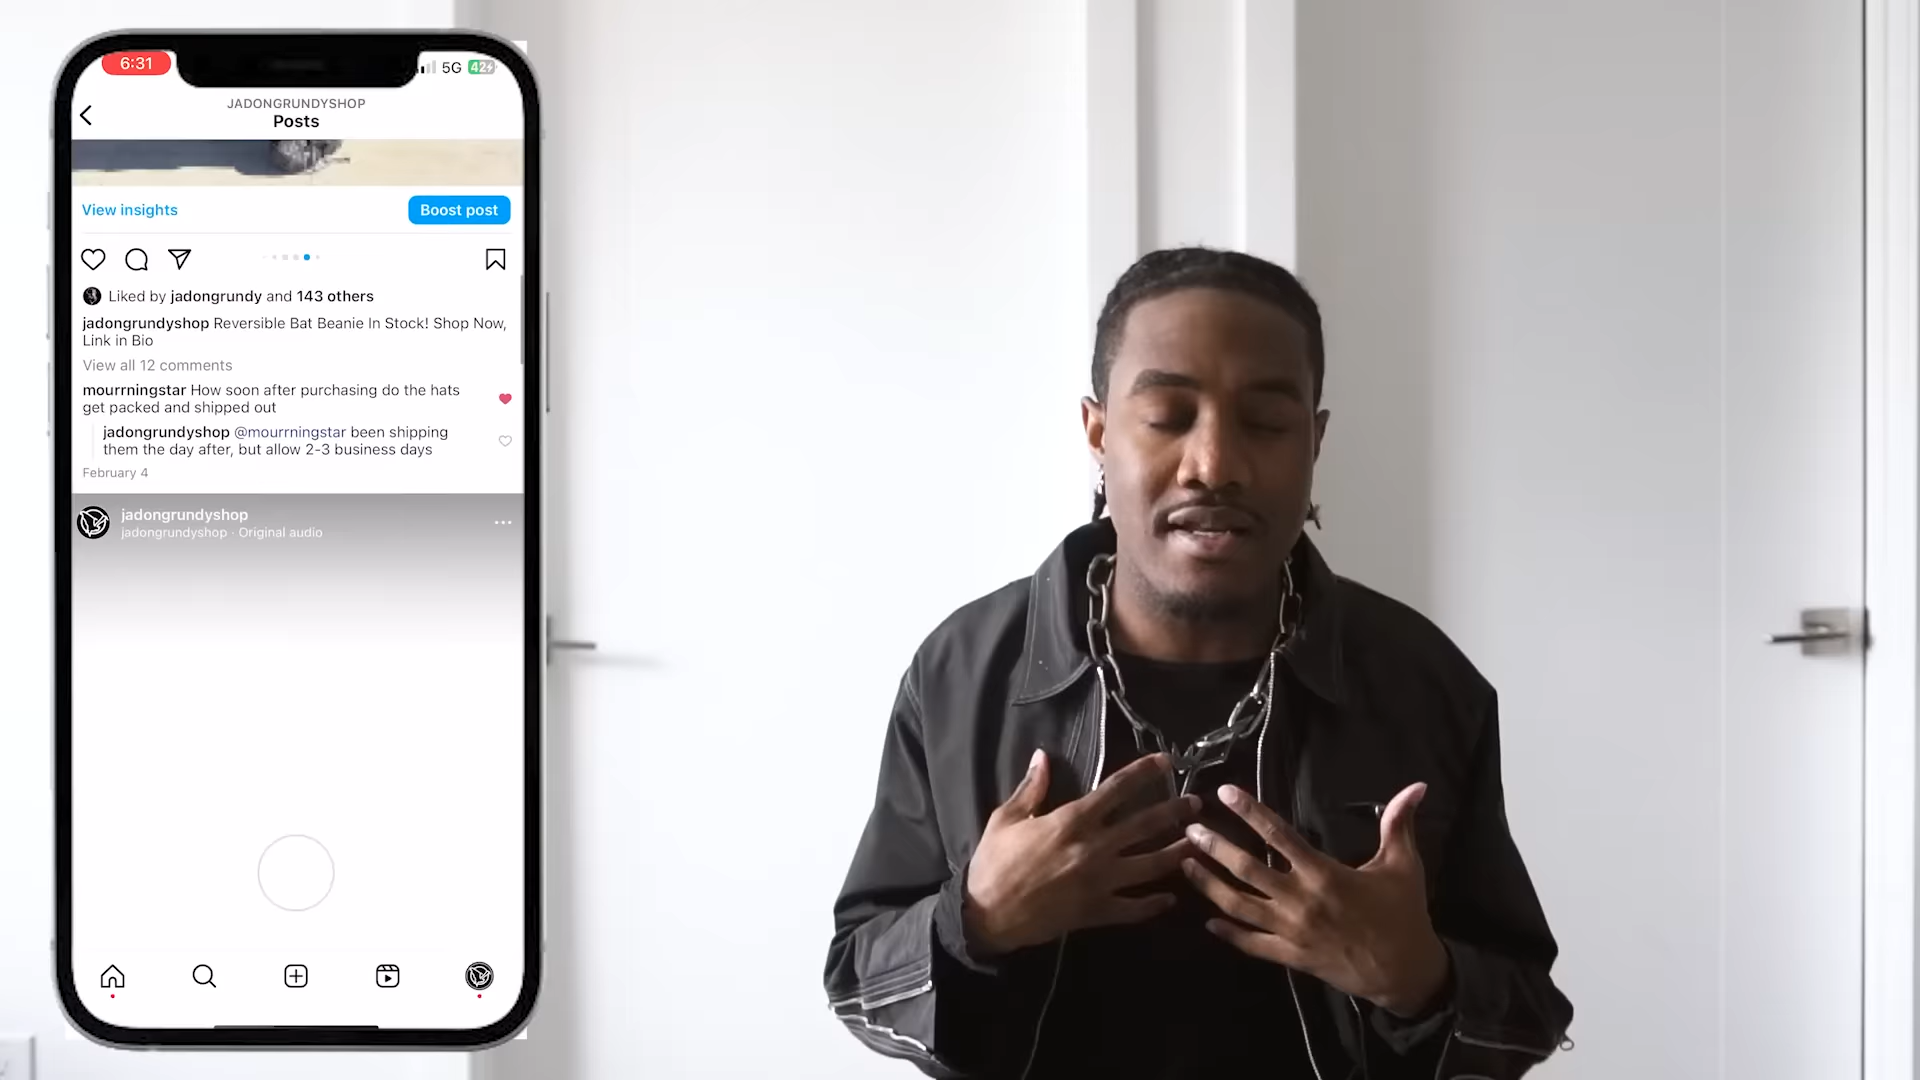 6:31
5G 42
JADONGRUNDYSHOP
Posts
View insights
Boost post
Liked by jadongrundy and 143 others
jadongrundyshop Reversible Bat Beanie In Stock! Shop Now,
Link in Bio
View all 12 comments
mourrningstar How soon after purchasing do the hats
get packed and shipped out
jadongrundyshop @mourrningstar been shipping
them the day after, but allow 2-3 business days
February 4
jadongrundyshop
jadongrundyshop · Original audio